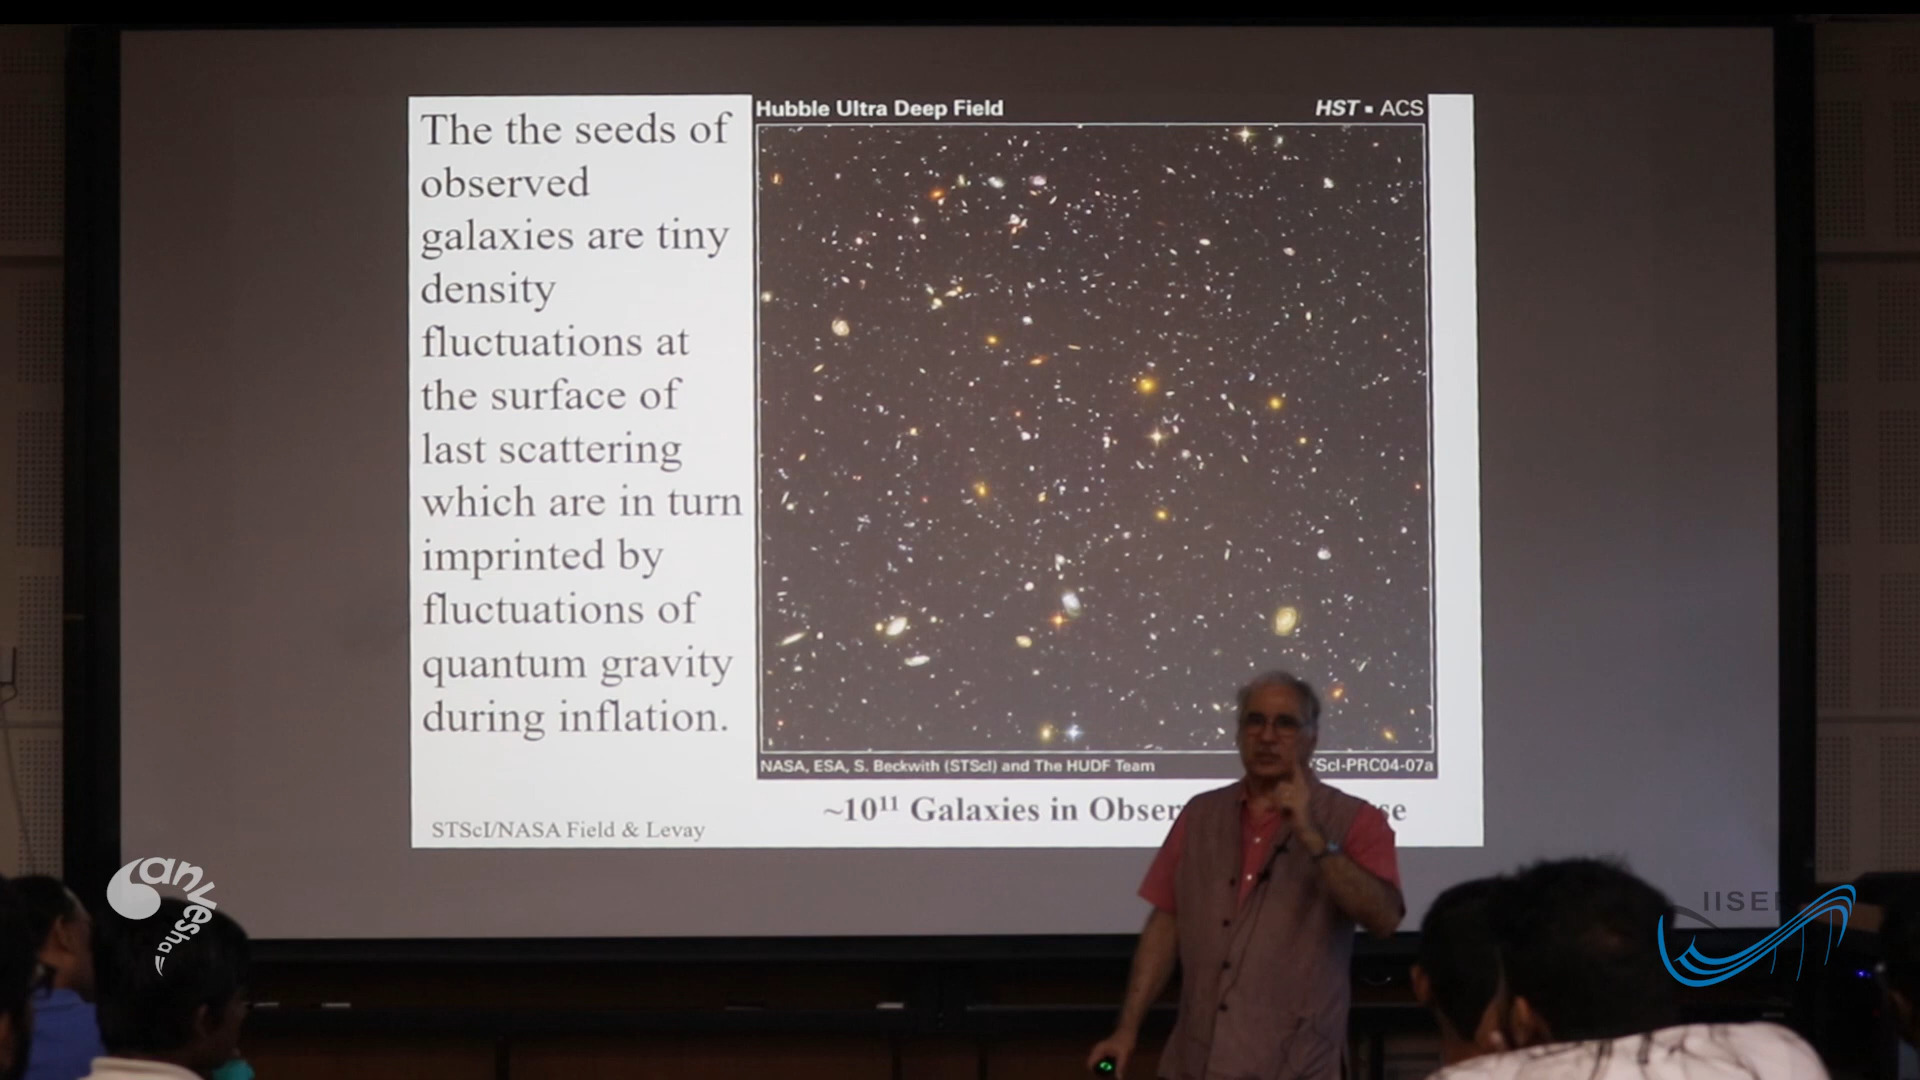 The the seeds of
observed
galaxies are tiny
density
fluctuations at
the surface of
last scattering
which are in turn
imprinted by
fluctuations of
quantum gravity
during inflation.
STScI/NASA Field & Levay
Hubble Ultra Deep Field
HST ▪ ACS
NASA, ESA, S. Beckwith (STScI) and The HUDF Team
ScI-PRC04-07a
~10¹¹ Galaxies in Obser
se
anvesha
IISE